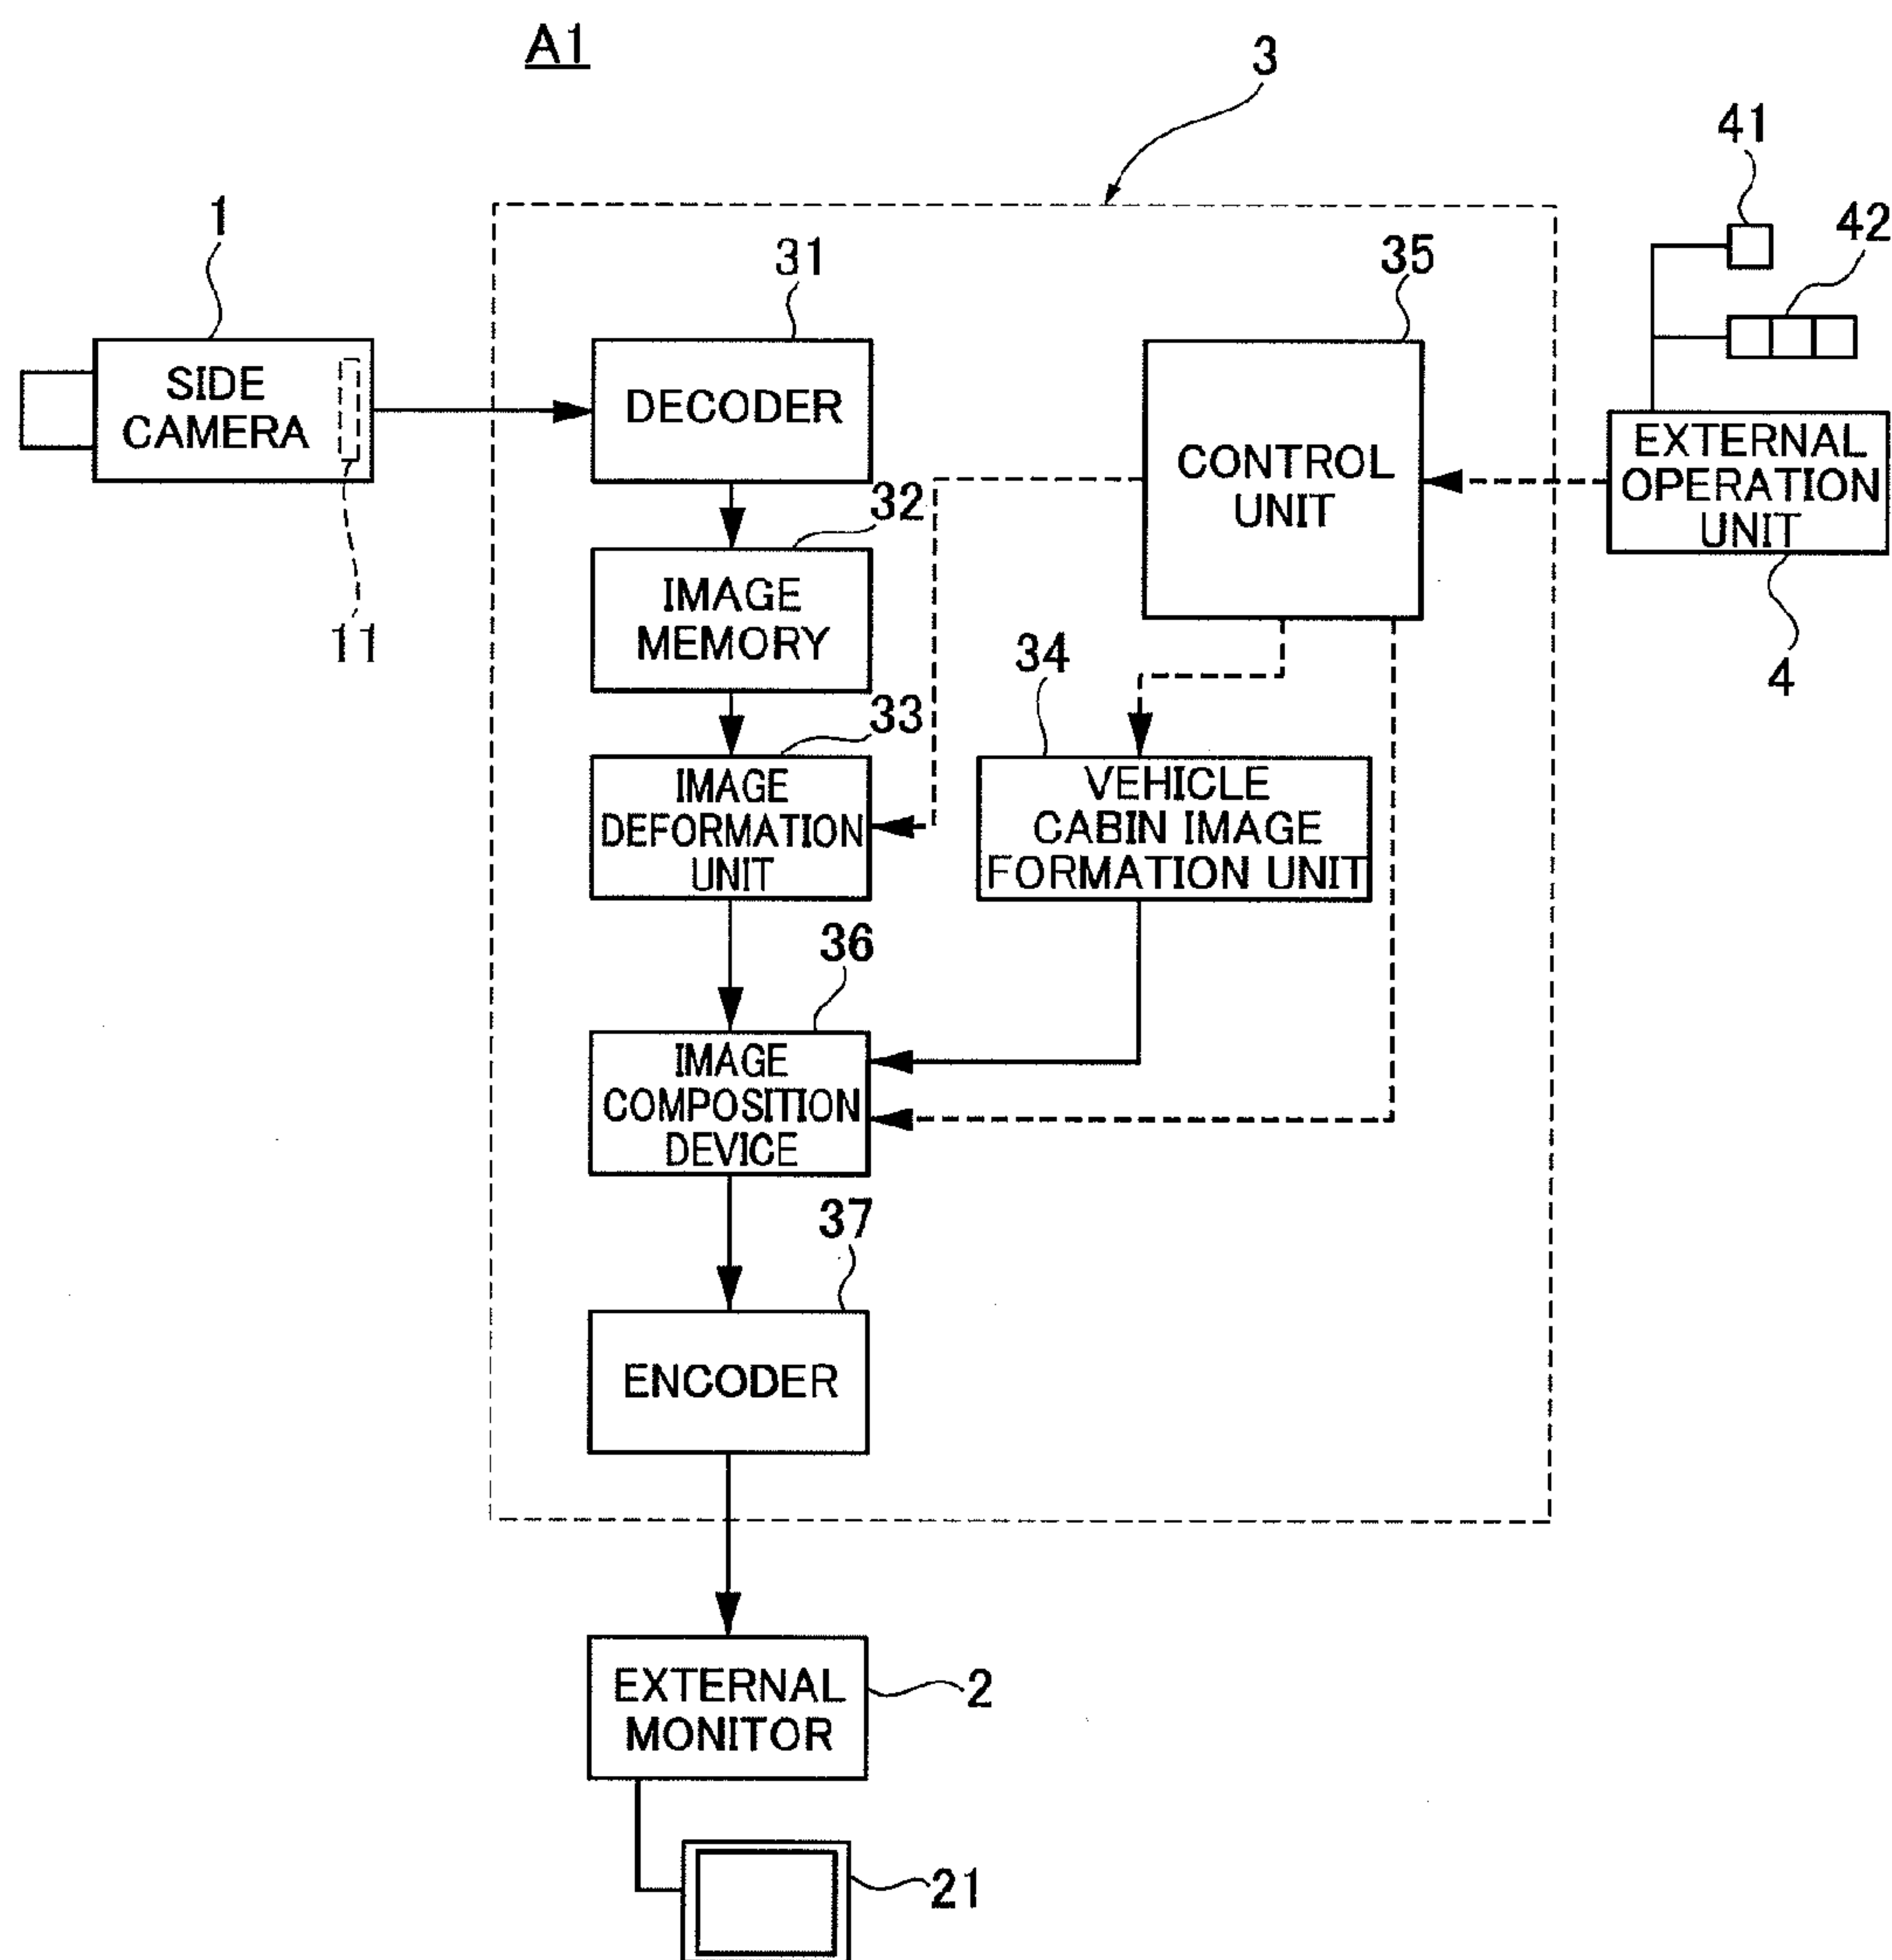 A1
3
41
42
1
31
35
SIDE
CAMERA
DECODER
CONTROL
UNIT
EXTERNAL
OPERATION
UNIT
11
32
4
IMAGE
MEMORY
33
34
IMAGE
DEFORMATION
UNIT
VEHICLE
CABIN IMAGE
FORMATION UNIT
36
IMAGE
COMPOSITION
DEVICE
37
ENCODER
EXTERNAL
MONITOR
2
21